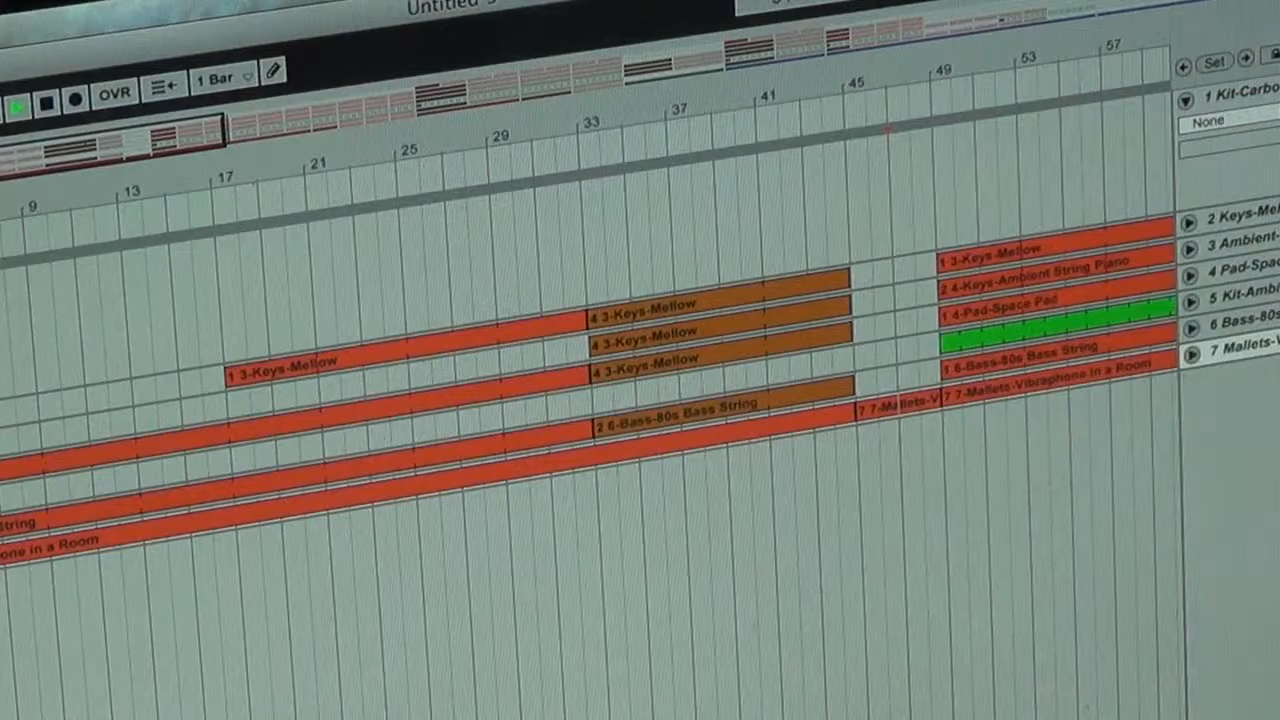 Untitled
OVR
1 Bar
Set
9 13 17 21 25 29 33 37 41 45 49 53 57
1 Kit-Carbo
None
2 Keys-Mel
3 Ambient-
4 Pad-Spac
5 Kit-Ambi
6 Bass-80s
7 Mallets-V
1 3-Keys-Mellow
2 4-Keys-Ambient String Piano
1 4-Pad-Space Pad
1 6-Bass-80s Bass String
7 7-Mallets-V
7 7-Mallets-Vibraphone in a Room
4 3-Keys-Mellow
4 3-Keys-Mellow
4 3-Keys-Mellow
2 6-Bass-80s Bass String
1 3-Keys-Mellow
String
one in a Room